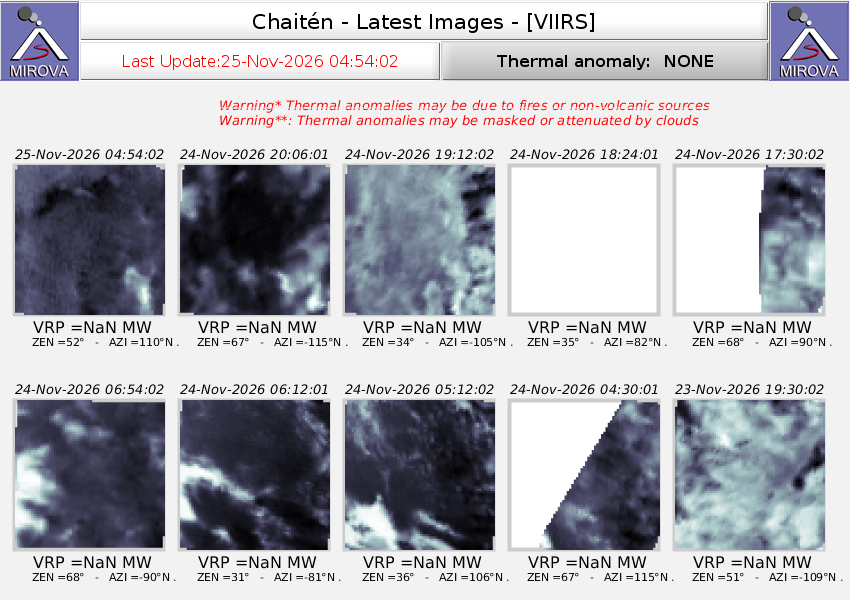 MIROVA
Chaitén - Latest Images - [VIIRS]
MIROVA
Last Update:25-Nov-2026 04:54:02
Thermal anomaly: NONE
Warning* Thermal anomalies may be due to fires or non-volcanic sources
Warning**: Thermal anomalies may be masked or attenuated by clouds
25-Nov-2026 04:54:02 24-Nov-2026 20:06:01 24-Nov-2026 19:12:02 24-Nov-2026 18:24:01 24-Nov-2026 17:30:02
VRP =NaN MW VRP =NaN MW VRP =NaN MW VRP =NaN MW VRP =NaN MW
ZEN =52° - AZI =110°N . ZEN =67° - AZI =-115°N . ZEN =34° - AZI =-105°N . ZEN =35° - AZI =82°N . ZEN =68° - AZI =90°N .
24-Nov-2026 06:54:02 24-Nov-2026 06:12:01 24-Nov-2026 05:12:02 24-Nov-2026 04:30:01 23-Nov-2026 19:30:02
VRP =NaN MW VRP =NaN MW VRP =NaN MW VRP =NaN MW VRP =NaN MW
ZEN =68° - AZI =-90°N . ZEN =31° - AZI =-81°N . ZEN =36° - AZI =106°N . ZEN =67° - AZI =115°N . ZEN =51° - AZI =-109°N .